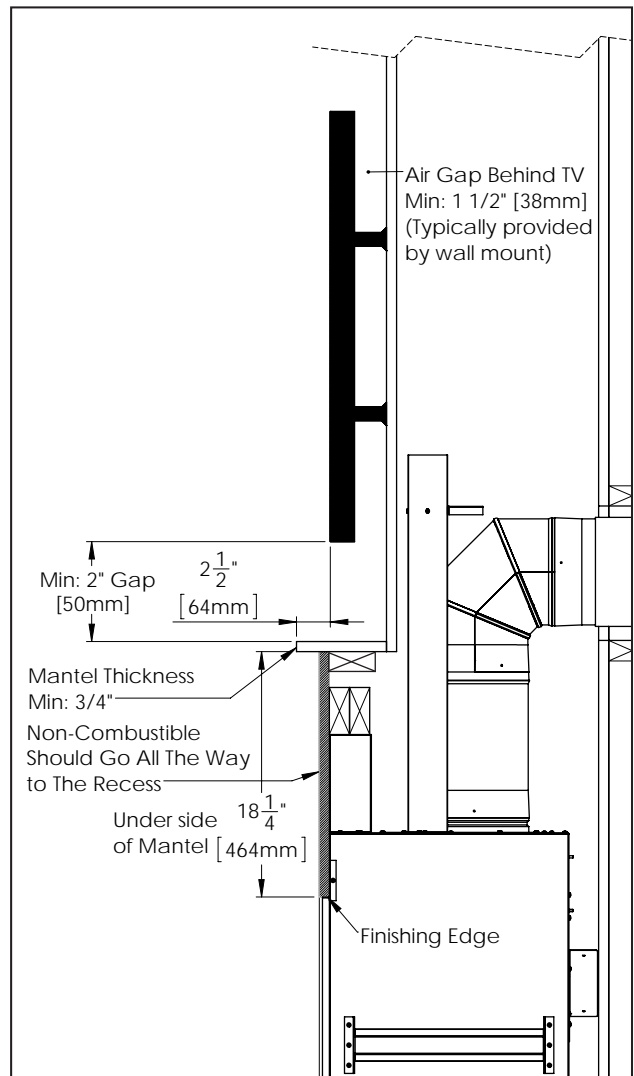 Air Gap Behind TV
Min: 1 1/2" [38mm]
(Typically provided
by wall mount)
Min: 2" Gap
[50mm]
2 1/2"
[64mm]
Mantel Thickness
Min: 3/4"
Non-Combustible
Should Go All The Way
to The Recess
Under side
of Mantel
18 1/4"
[464mm]
Finishing Edge